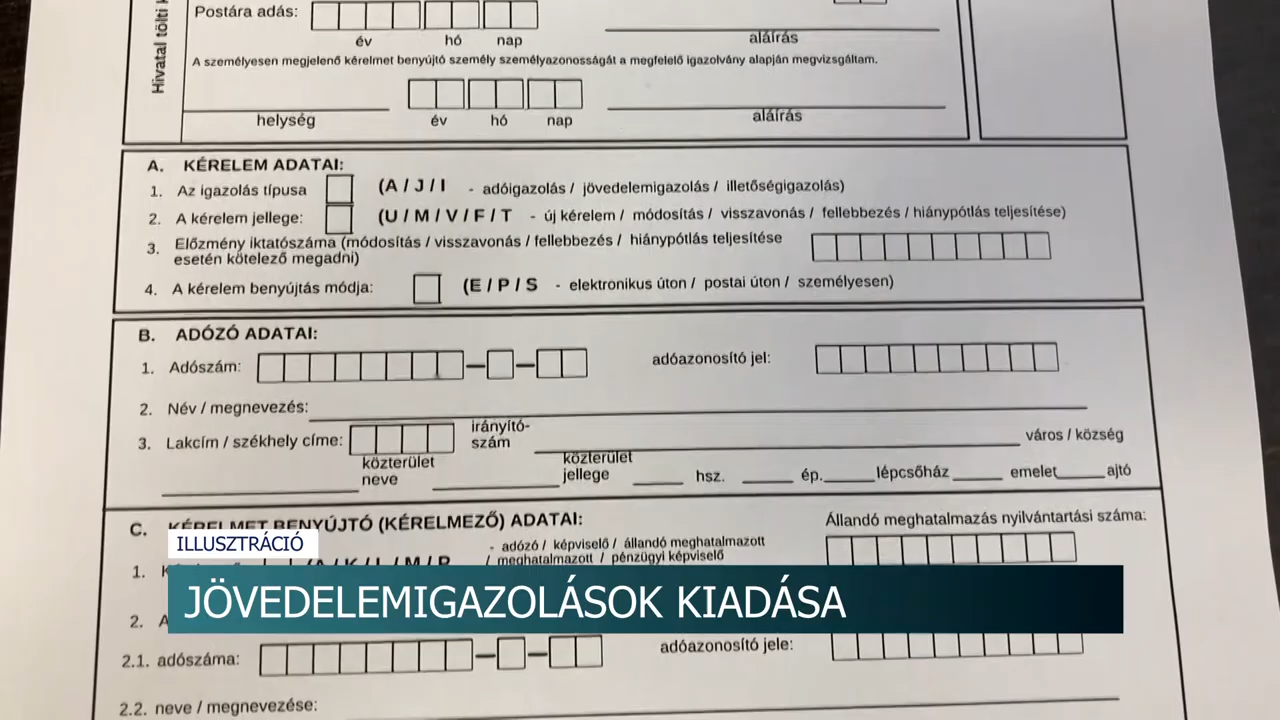 Hivatal tölti
Postára adás:
év hó nap
aláírás
A személyesen megjelenő kérelmet benyújtó személy személyazonosságát a megfelelő igazolvány alapján megvizsgáltam.
helység év hó nap aláírás
A. KÉRELEM ADATAI:
1. Az igazolás típusa (A / J / I - adóigazolás / jövedelemigazolás / illetőségigazolás)
2. A kérelem jellege: (U / M / V / F / T - új kérelem / módosítás / visszavonás / fellebbezés / hiánypótlás teljesítése)
3. Előzmény iktatószáma (módosítás / visszavonás / fellebbezés / hiánypótlás teljesítése
esetén kötelező megadni)
4. A kérelem benyújtás módja: (E / P / S - elektronikus úton / postai úton / személyesen)
B. ADÓZÓ ADATAI:
1. Adószám: adóazonosító jel:
2. Név / megnevezés:
3. Lakcím / székhely címe: irányító-
szám
város / község
közterület
neve
közterület
jellege
hsz. ép. lépcsőház emelet ajtó
C. KÉRELMET BENYÚJTÓ (KÉRELMEZŐ) ADATAI:
Állandó meghatalmazás nyilvántartási száma:
ILLUSZTRÁCIÓ
- adózó / képviselő / állandó meghatalmazott
/ meghatalmazott / pénzügyi képviselő
1.
JÖVEDELEMIGAZOLÁSOK KIADÁSA
2.
2.1. adószáma: adóazonosító jele:
2.2. neve / megnevezése: